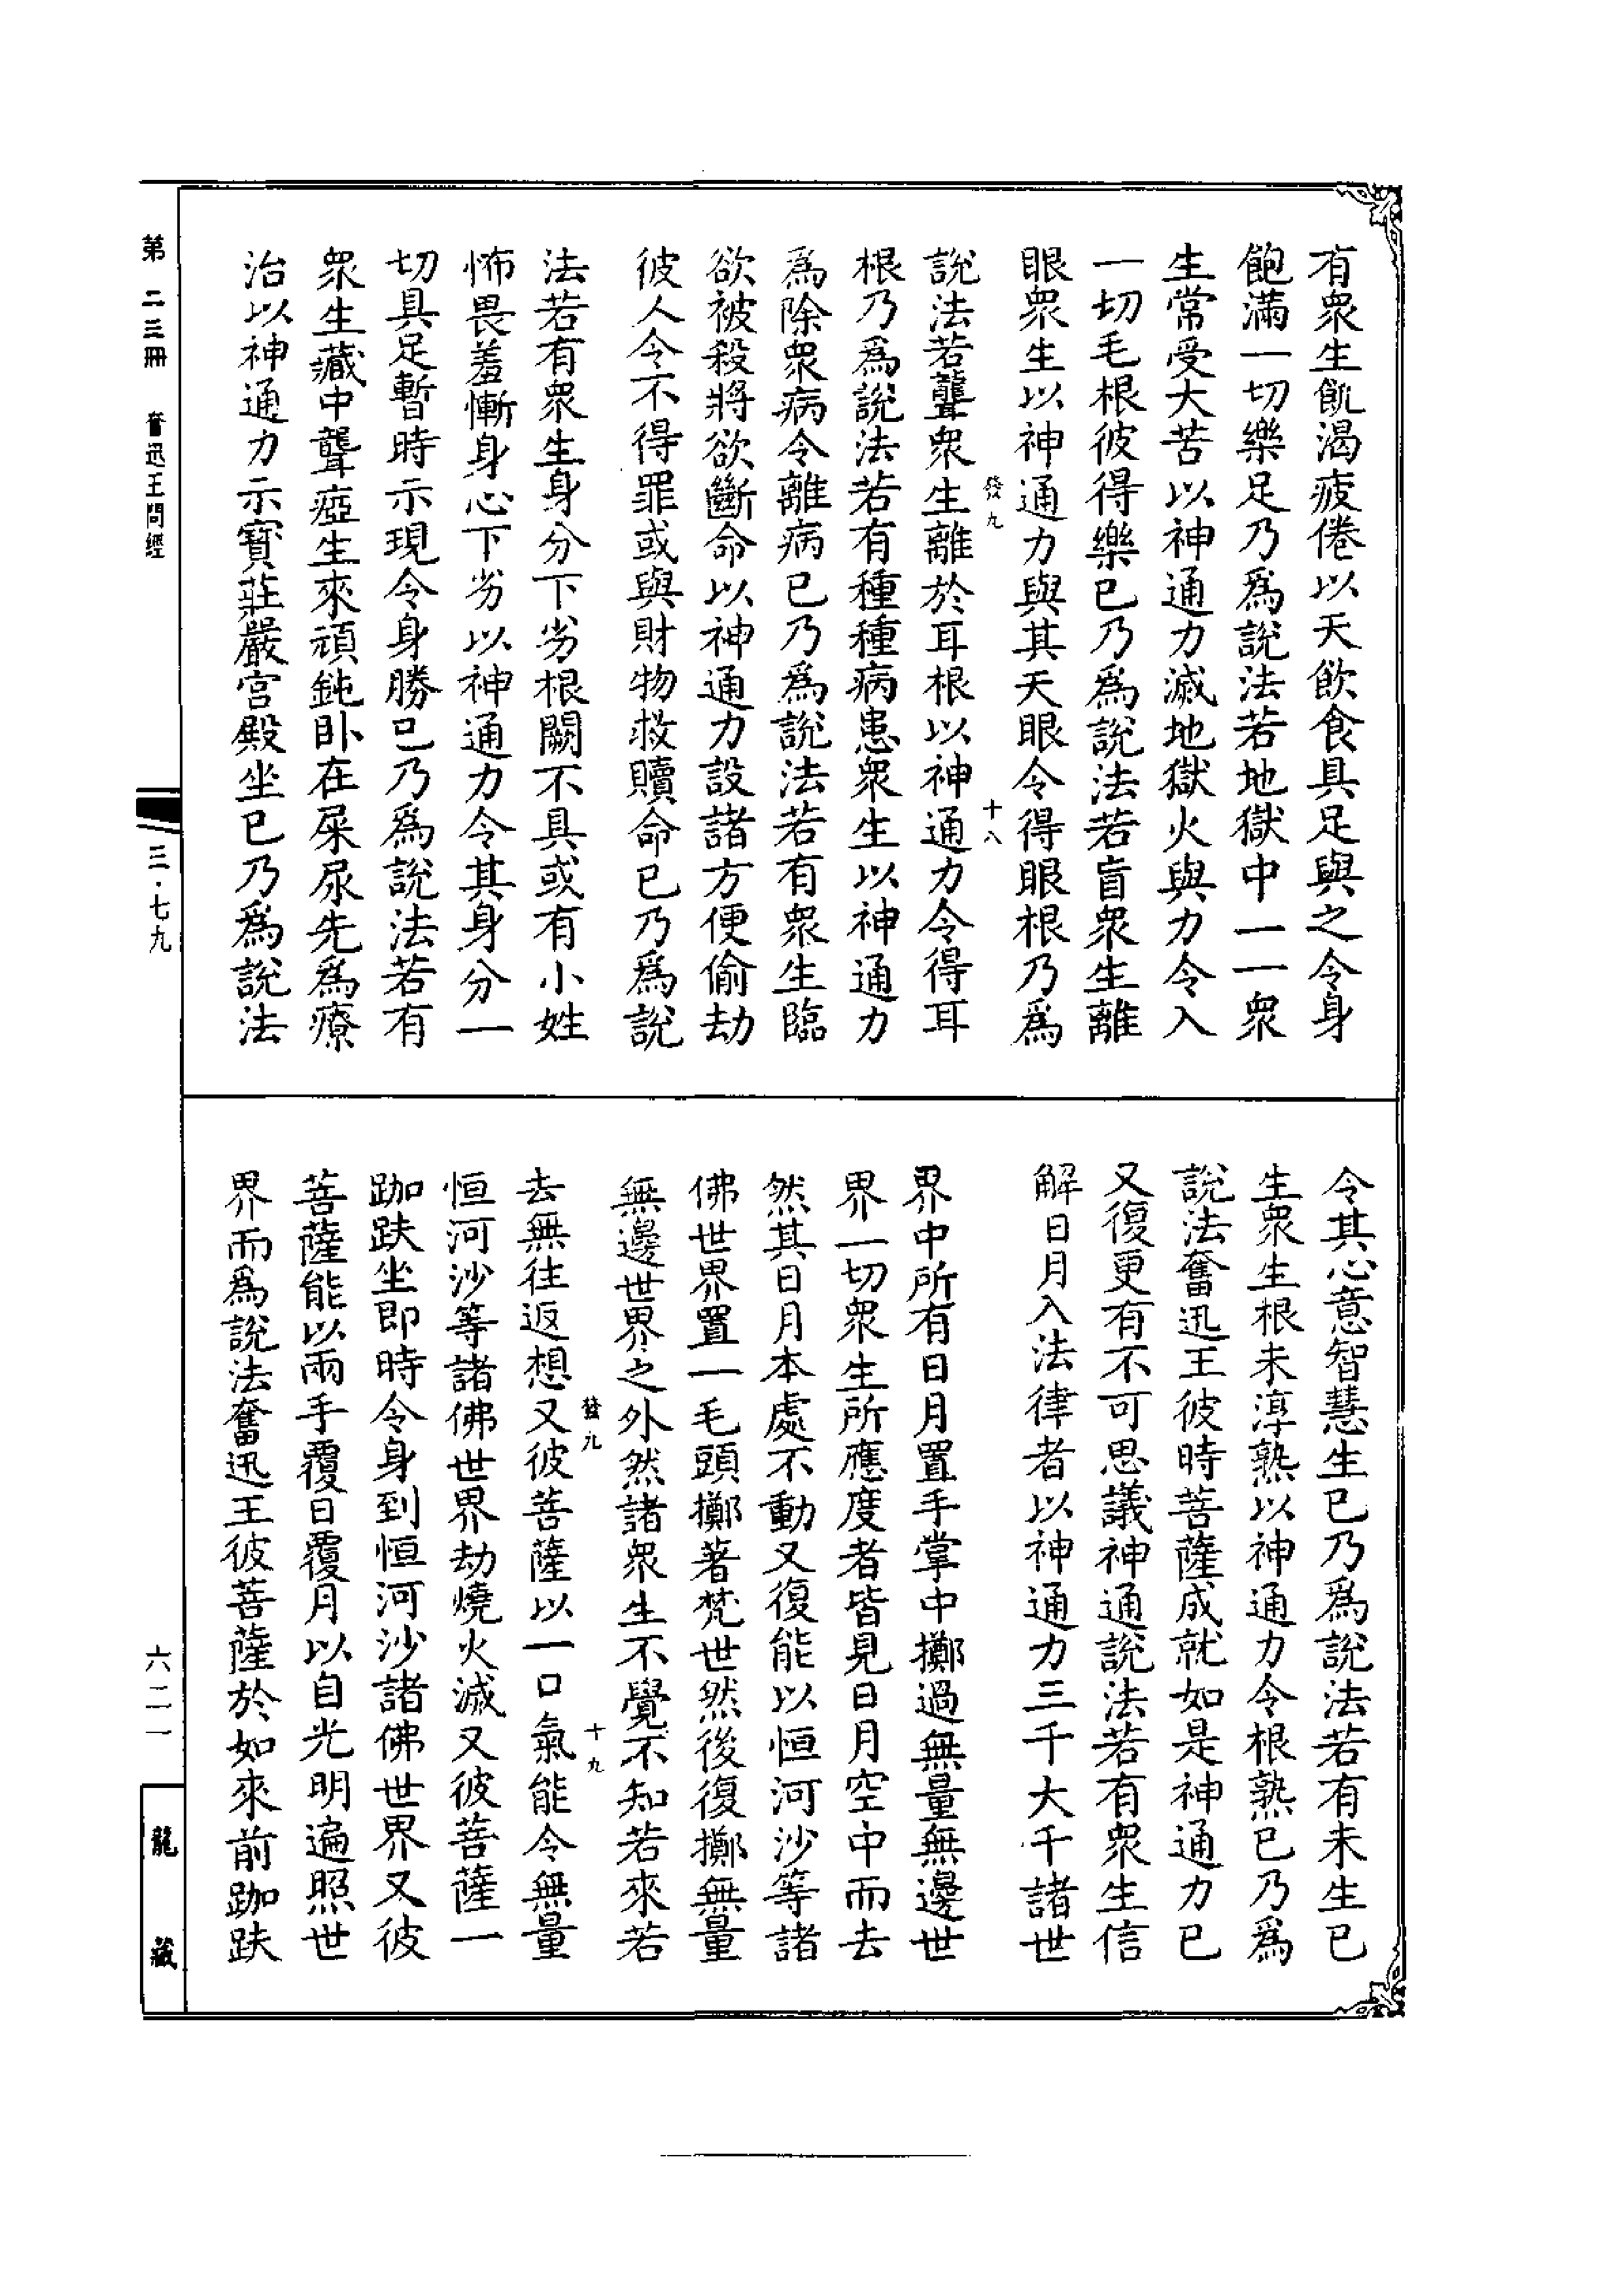 有衆生飢渴疲倦以天飲食具足與之令身
飽滿一切樂足乃爲說法若地獄中一一衆
生常受大苦以神通力滅地獄火與力令入
一切毛根彼得樂已乃爲說法若盲衆生離
眼衆生以神通力與其天眼令得眼根乃爲
發九 十八
說法若聾衆生離於耳根以神通力令得耳
根乃爲說法若有種種病患衆生以神通力
爲除衆病令離病已乃爲說法若有衆生臨
欲被殺將欲斷命以神通力設諸方便偷劫
彼人令不得罪或與財物救贖命已乃爲說
法若有衆生身分下劣根闕不具或有小姓
怖畏羞慚身心下劣以神通力令其身分一
切具足暫時示現令身勝已乃爲說法若有
衆生藏中聾瘂生來頑鈍卧在屎尿先爲療
治以神通力示寳莊嚴宮殿坐已乃爲說法
令其心意智慧生已乃爲說法若有未生已
生衆生根未淳熟以神通力令根熟已乃爲
說法奮迅王彼時菩薩成就如是神通力已
又復更有不可思議神通說法若有衆生信
解日月入法律者以神通力三千大千諸世
界中所有日月置手掌中擲過無量無邊世
界一切衆生所應度者皆見日月空中而去
然其日月本處不動又復能以恒河沙等諸
佛世界置一毛頭擲著梵世然後復擲無量
無邊世界之外然諸衆生不覺不知若來若
發九 十九
去無往返想又彼菩薩以一口氣能令無量
恒河沙等諸佛世界劫燒火滅又彼菩薩一
跏趺坐即時令身到恒河沙諸佛世界又彼
菩薩能以兩手覆日覆月以自光明遍照世
界而爲說法奮迅王彼菩薩於如來前跏趺
第二三冊 奮迅王問經
三·七九
六二一
龍藏